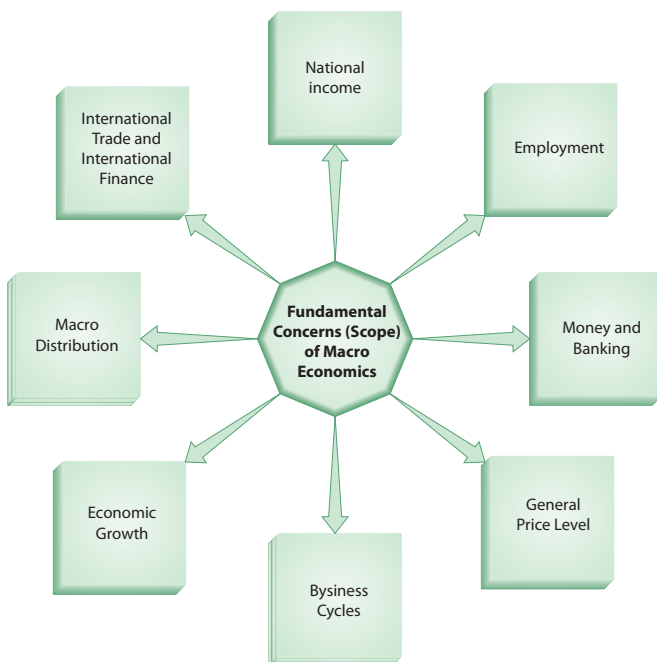 National
income
International
Trade and
International
Finance
Employment
Fundamental
Concerns (Scope)
of Macro
Economics
Macro
Distribution
Money and
Banking
Economic
Growth
General
Price Level
Bysiness
Cycles